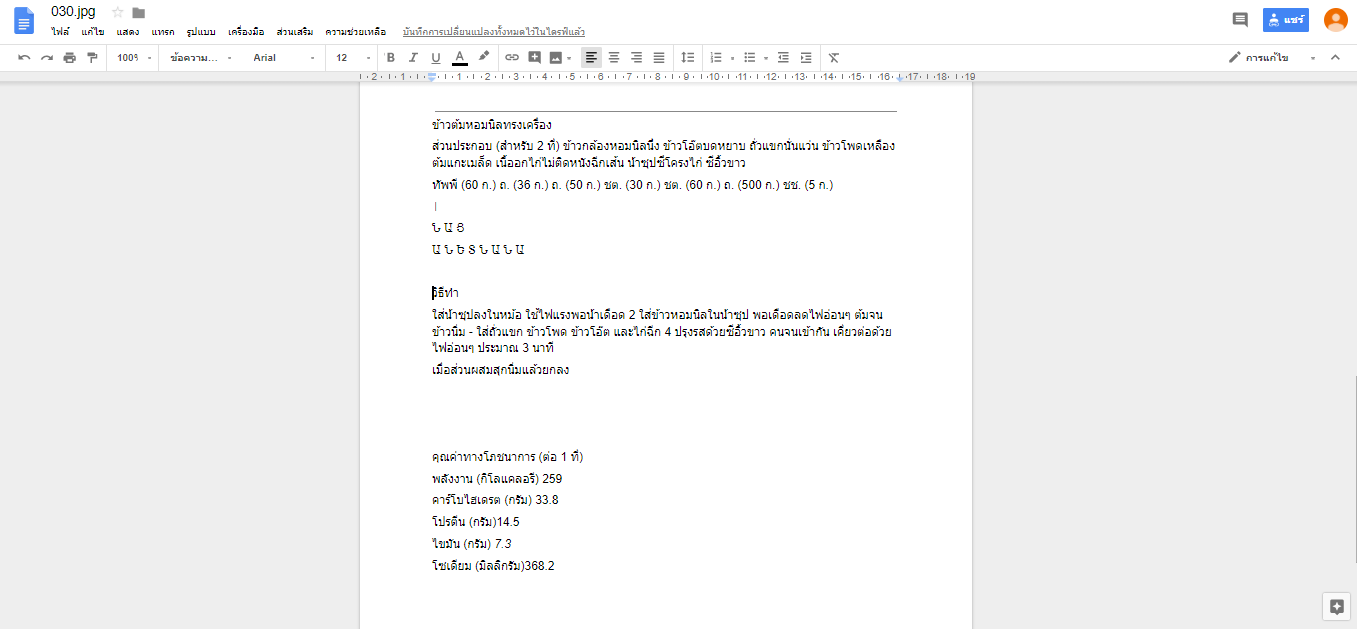 030.jpg
ไฟล์ แก้ไข แสดง แทรก รูปแบบ เครื่องมือ ส่วนเสริม ความช่วยเหลือ บันทึกการเปลี่ยนแปลงทั้งหมดไว้ในไดรฟ์แล้ว
แชร์
100% ข้อความ... Arial 12 B I U A การแก้ไข
2 1 1 2 3 4 5 6 7 8 9 10 11 12 13 14 15 16 17 18 19
ข้าวต้มหอมนิลทรงเครื่อง
ส่วนประกอบ (สำหรับ 2 ที่) ข้าวกล้องหอมนิลนึ่ง ข้าวโอ๊ตบดหยาบ ถั่วแขกหั่นแว่น ข้าวโพดเหลือง
ต้มแกะเมล็ด เนื้ออกไก่ไม่ติดหนังฉีกเส้น น้ำซุปซี่โครงไก่ ซีอิ๊วขาว
ทัพพี (60 ก.) ถ. (36 ก.) ถ. (50 ก.) ชต. (30 ก.) ชต. (60 ก.) ถ. (500 ก.) ชช. (5 ก.)
|
Ն Ա Յ
Ա Ն Ե Տ Ն Ա Ն Ա
วิธีทำ
ใส่น้ำซุปลงในหม้อ ใช้ไฟแรงพอน้ำเดือด 2 ใส่ข้าวหอมนิลในน้ำซุป พอเดือดลดไฟอ่อนๆ ต้มจน
ข้าวนิ่ม - ใส่ถั่วแขก ข้าวโพด ข้าวโอ๊ต และไก่ฉีก 4 ปรุงรสด้วยซีอิ๊วขาว คนจนเข้ากัน เคี่ยวต่อด้วย
ไฟอ่อนๆ ประมาณ 3 นาที
เมื่อส่วนผสมสุกนิ่มแล้วยกลง
คุณค่าทางโภชนาการ (ต่อ 1 ที่)
พลังงาน (กิโลแคลอรี) 259
คาร์โบไฮเดรต (กรัม) 33.8
โปรตีน (กรัม)14.5
ไขมัน (กรัม) 7.3
โซเดียม (มิลลิกรัม)368.2